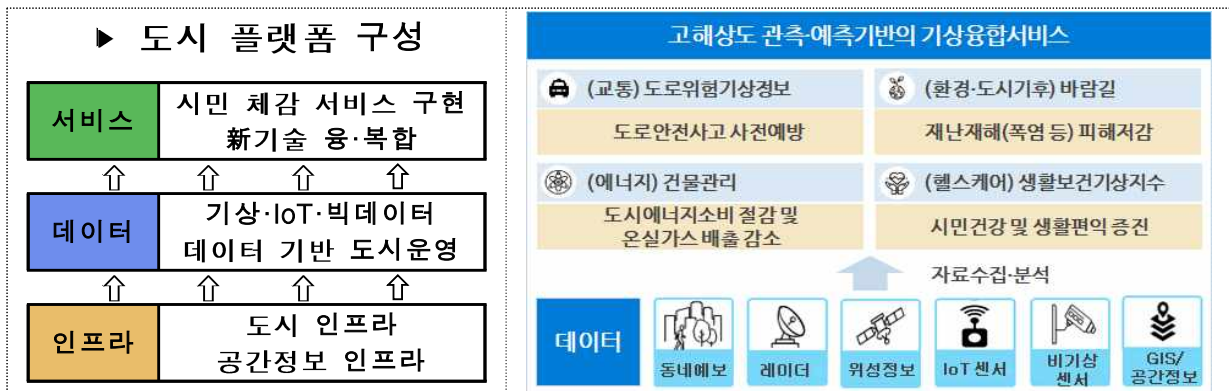 ▶ 도시 플랫폼 구성
서비스
시민 체감 서비스 구현
新기술 융·복합
데이터
기상·IoT·빅데이터
데이터 기반 도시운영
인프라
도시 인프라
공간정보 인프라
고해상도 관측·예측기반의 기상융합서비스
(교통) 도로위험기상정보
도로안전사고 사전예방
(환경·도시기후) 바람길
재난재해(폭염 등) 피해저감
(에너지) 건물관리
도시에너지소비 절감 및
온실가스 배출 감소
(헬스케어) 생활보건기상지수
시민건강 및 생활편익 증진
자료수집·분석
데이터
동네예보
레이더
위성정보
IoT 센서
비기상
센서
GIS/
공간정보